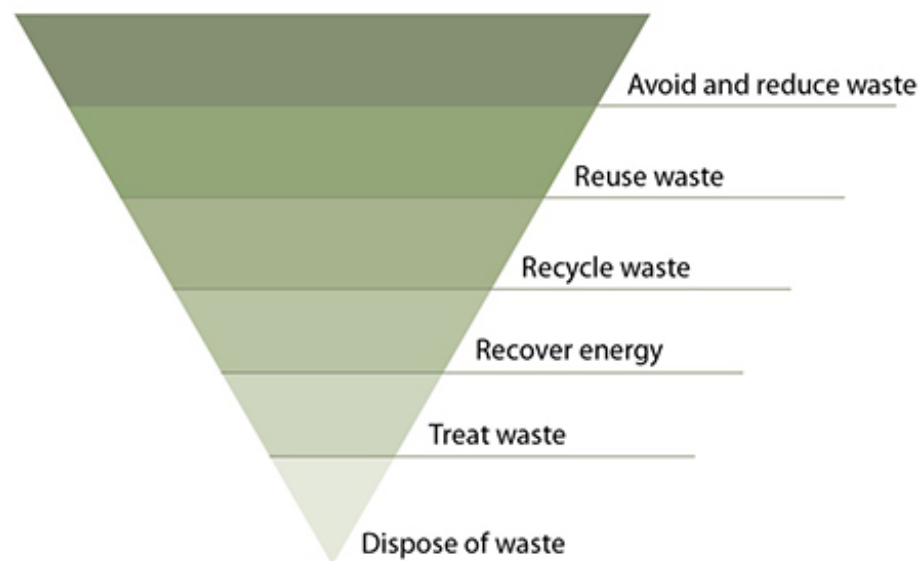 Avoid and reduce waste
Reuse waste
Recycle waste
Recover energy
Treat waste
Dispose of waste